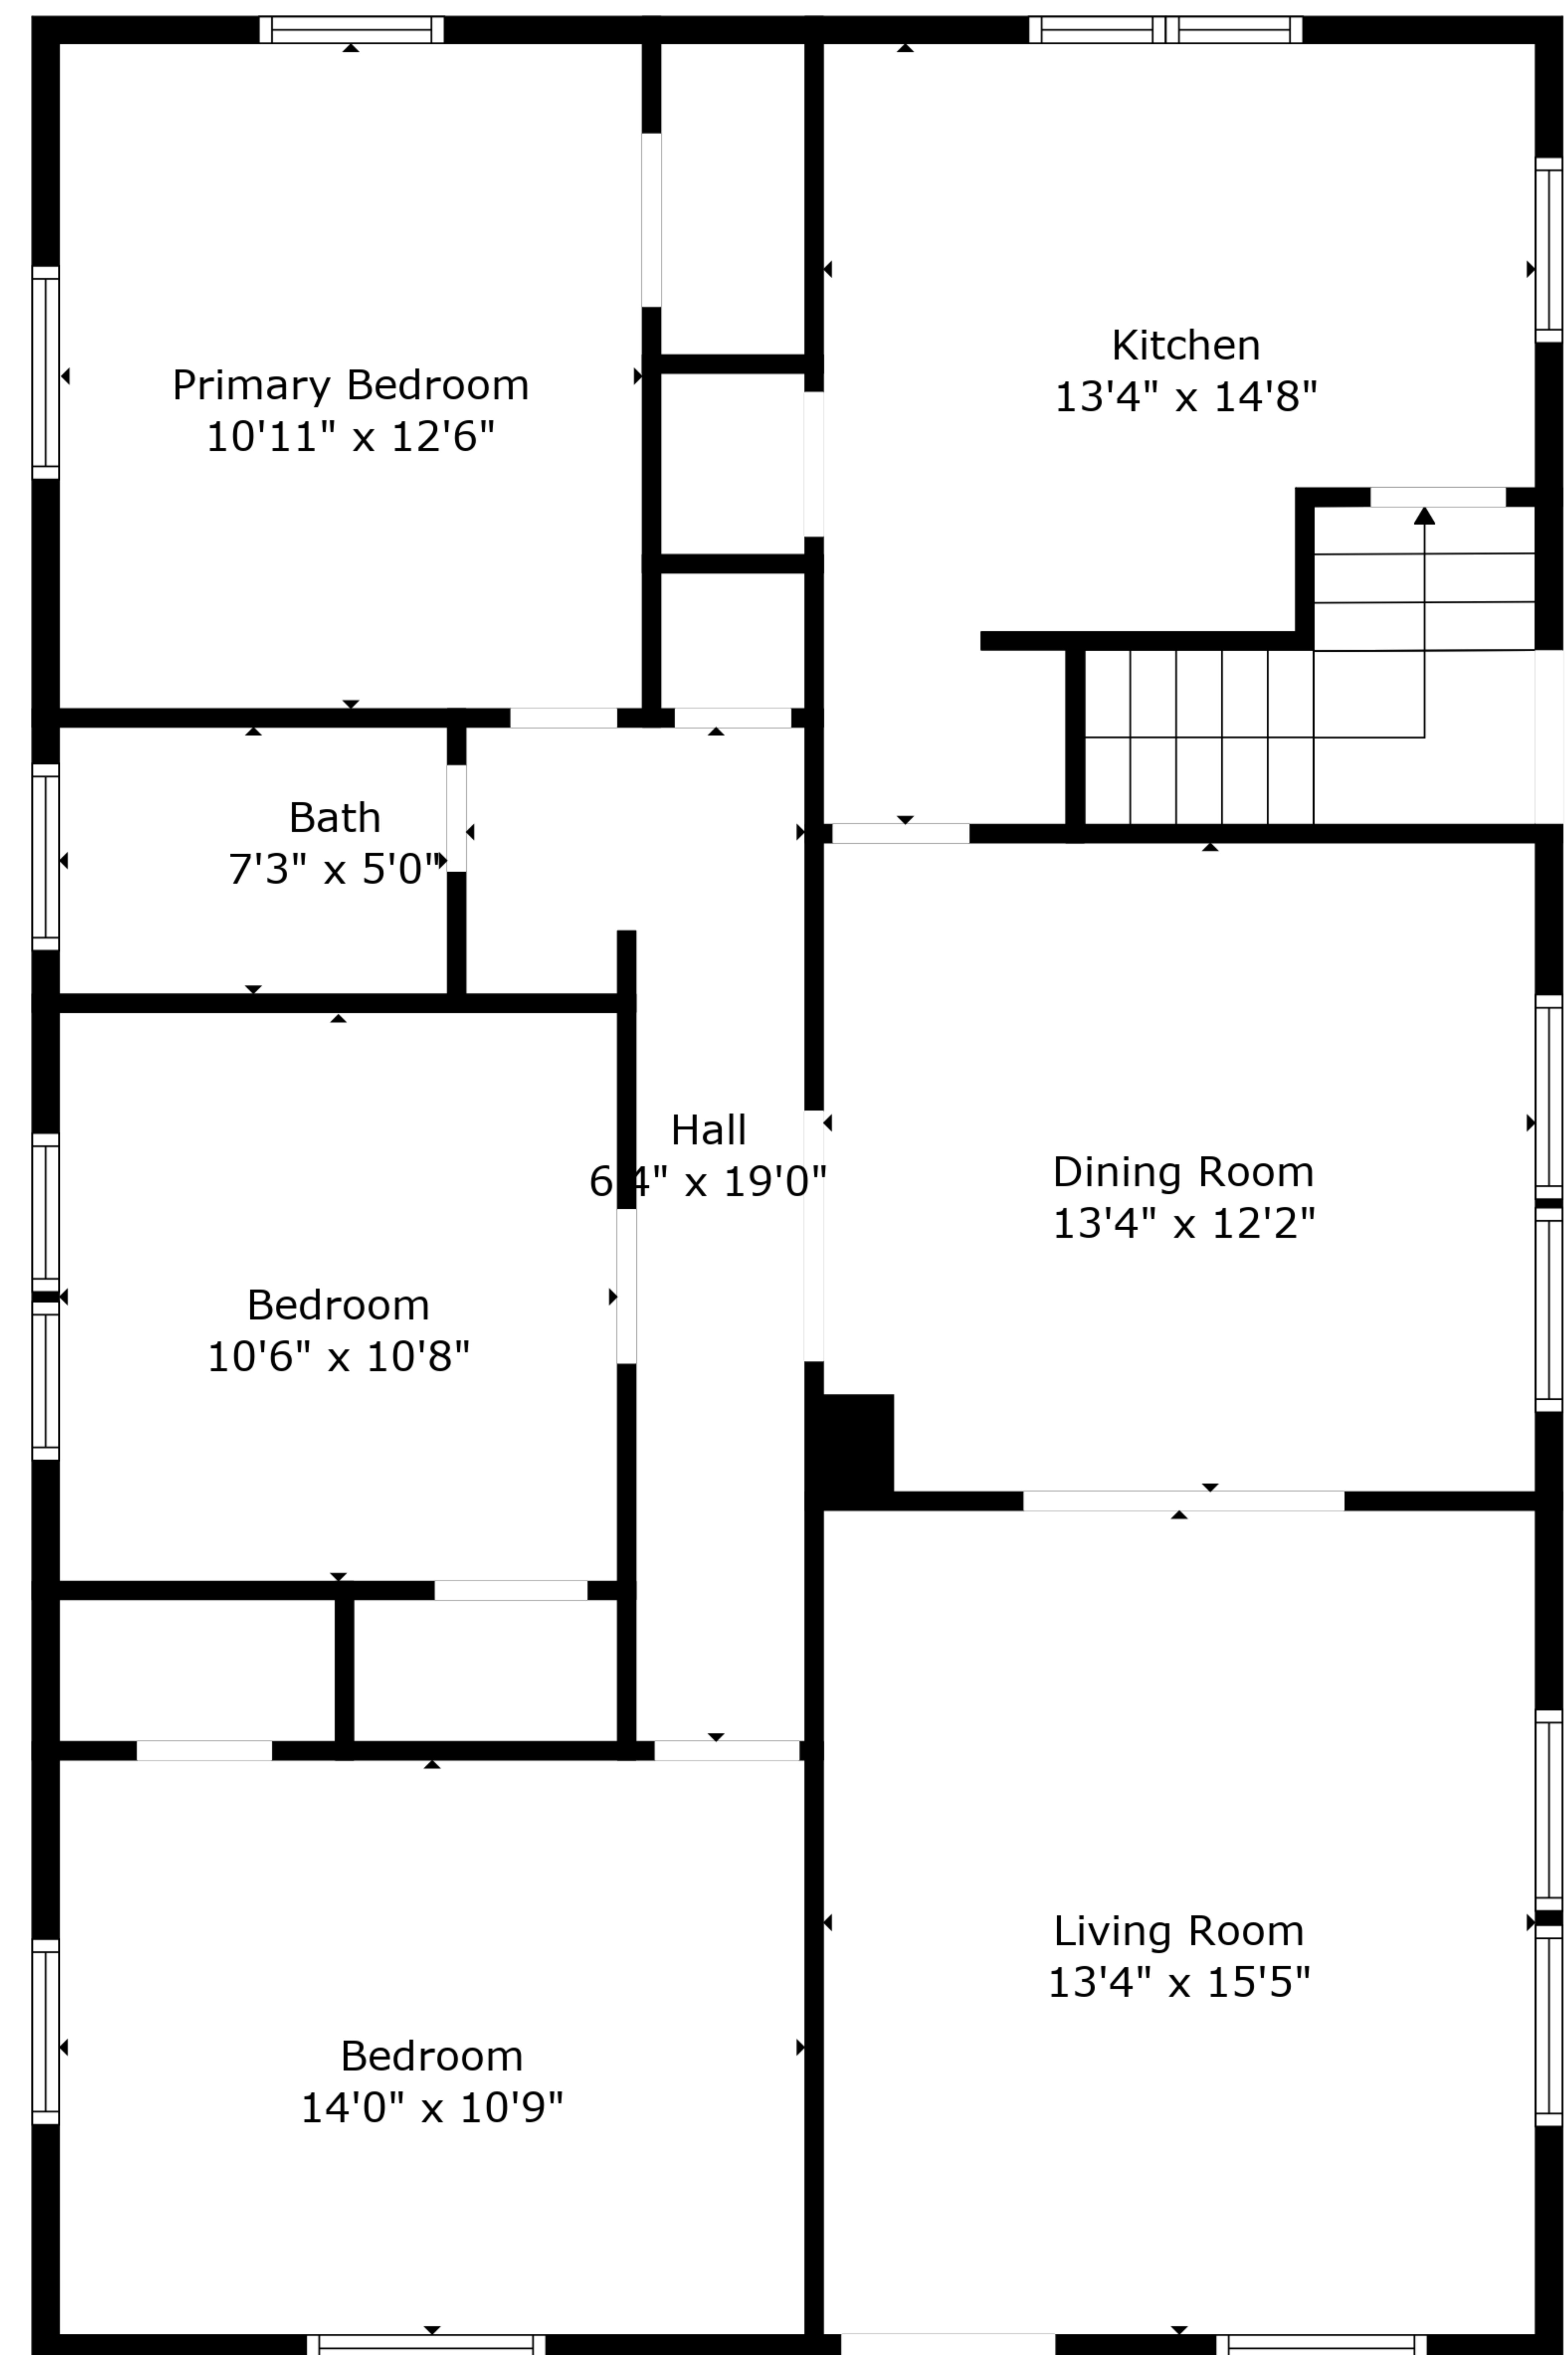 Primary Bedroom
10'11" x 12'6"
Kitchen
13'4" x 14'8"
Bath
7'3" x 5'0"
Hall
6'4" x 19'0"
Dining Room
13'4" x 12'2"
Bedroom
10'6" x 10'8"
Living Room
13'4" x 15'5"
Bedroom
14'0" x 10'9"